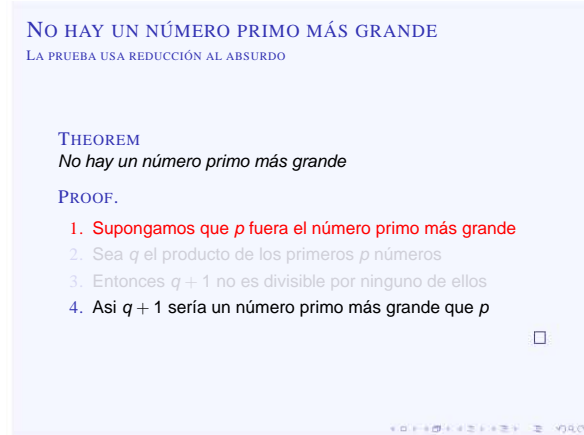 NO HAY UN NÚMERO PRIMO MÁS GRANDE
LA PRUEBA USA REDUCCIÓN AL ABSURDO
THEOREM
No hay un número primo más grande
PROOF.
1. Supongamos que p fuera el número primo más grande
2. Sea q el producto de los primeros p números
3. Entonces q + 1 no es divisible por ninguno de ellos
4. Asi q + 1 sería un número primo más grande que p